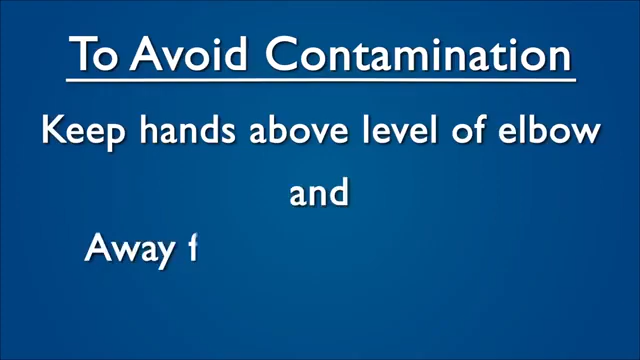 To Avoid Contamination
Keep hands above level of elbow
and
Away f